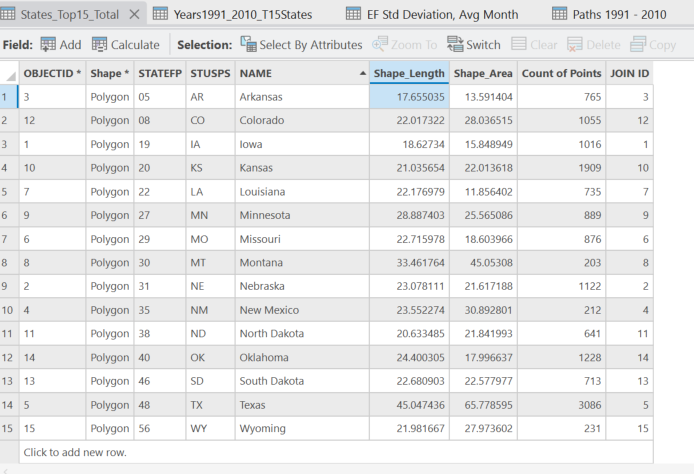 States_Top15_Total Years1991_2010_T15States EF Std Deviation, Avg Month Paths 1991 - 2010
Field: Add Calculate Selection: Select By Attributes Zoom To Switch Clear Delete Copy
OBJECTID * Shape * STATEFP STUSPS NAME Shape_Length Shape_Area Count of Points JOIN ID
1 3 Polygon 05 AR Arkansas 17.655035 13.591404 765 3
2 12 Polygon 08 CO Colorado 22.017322 28.036515 1055 12
3 1 Polygon 19 IA Iowa 18.62734 15.848949 1016 1
4 10 Polygon 20 KS Kansas 21.035654 22.013618 1909 10
5 7 Polygon 22 LA Louisiana 22.176979 11.856402 735 7
6 9 Polygon 27 MN Minnesota 28.887403 25.565086 889 9
7 6 Polygon 29 MO Missouri 22.715978 18.603966 876 6
8 8 Polygon 30 MT Montana 33.461764 45.05308 203 8
9 2 Polygon 31 NE Nebraska 23.078111 21.617188 1122 2
10 4 Polygon 35 NM New Mexico 23.552274 30.892801 212 4
11 11 Polygon 38 ND North Dakota 20.633485 21.841993 641 11
12 14 Polygon 40 OK Oklahoma 24.400305 17.996637 1228 14
13 13 Polygon 46 SD South Dakota 22.680903 22.577977 713 13
14 5 Polygon 48 TX Texas 45.047436 65.778595 3086 5
15 15 Polygon 56 WY Wyoming 21.981667 27.973602 231 15
Click to add new row.